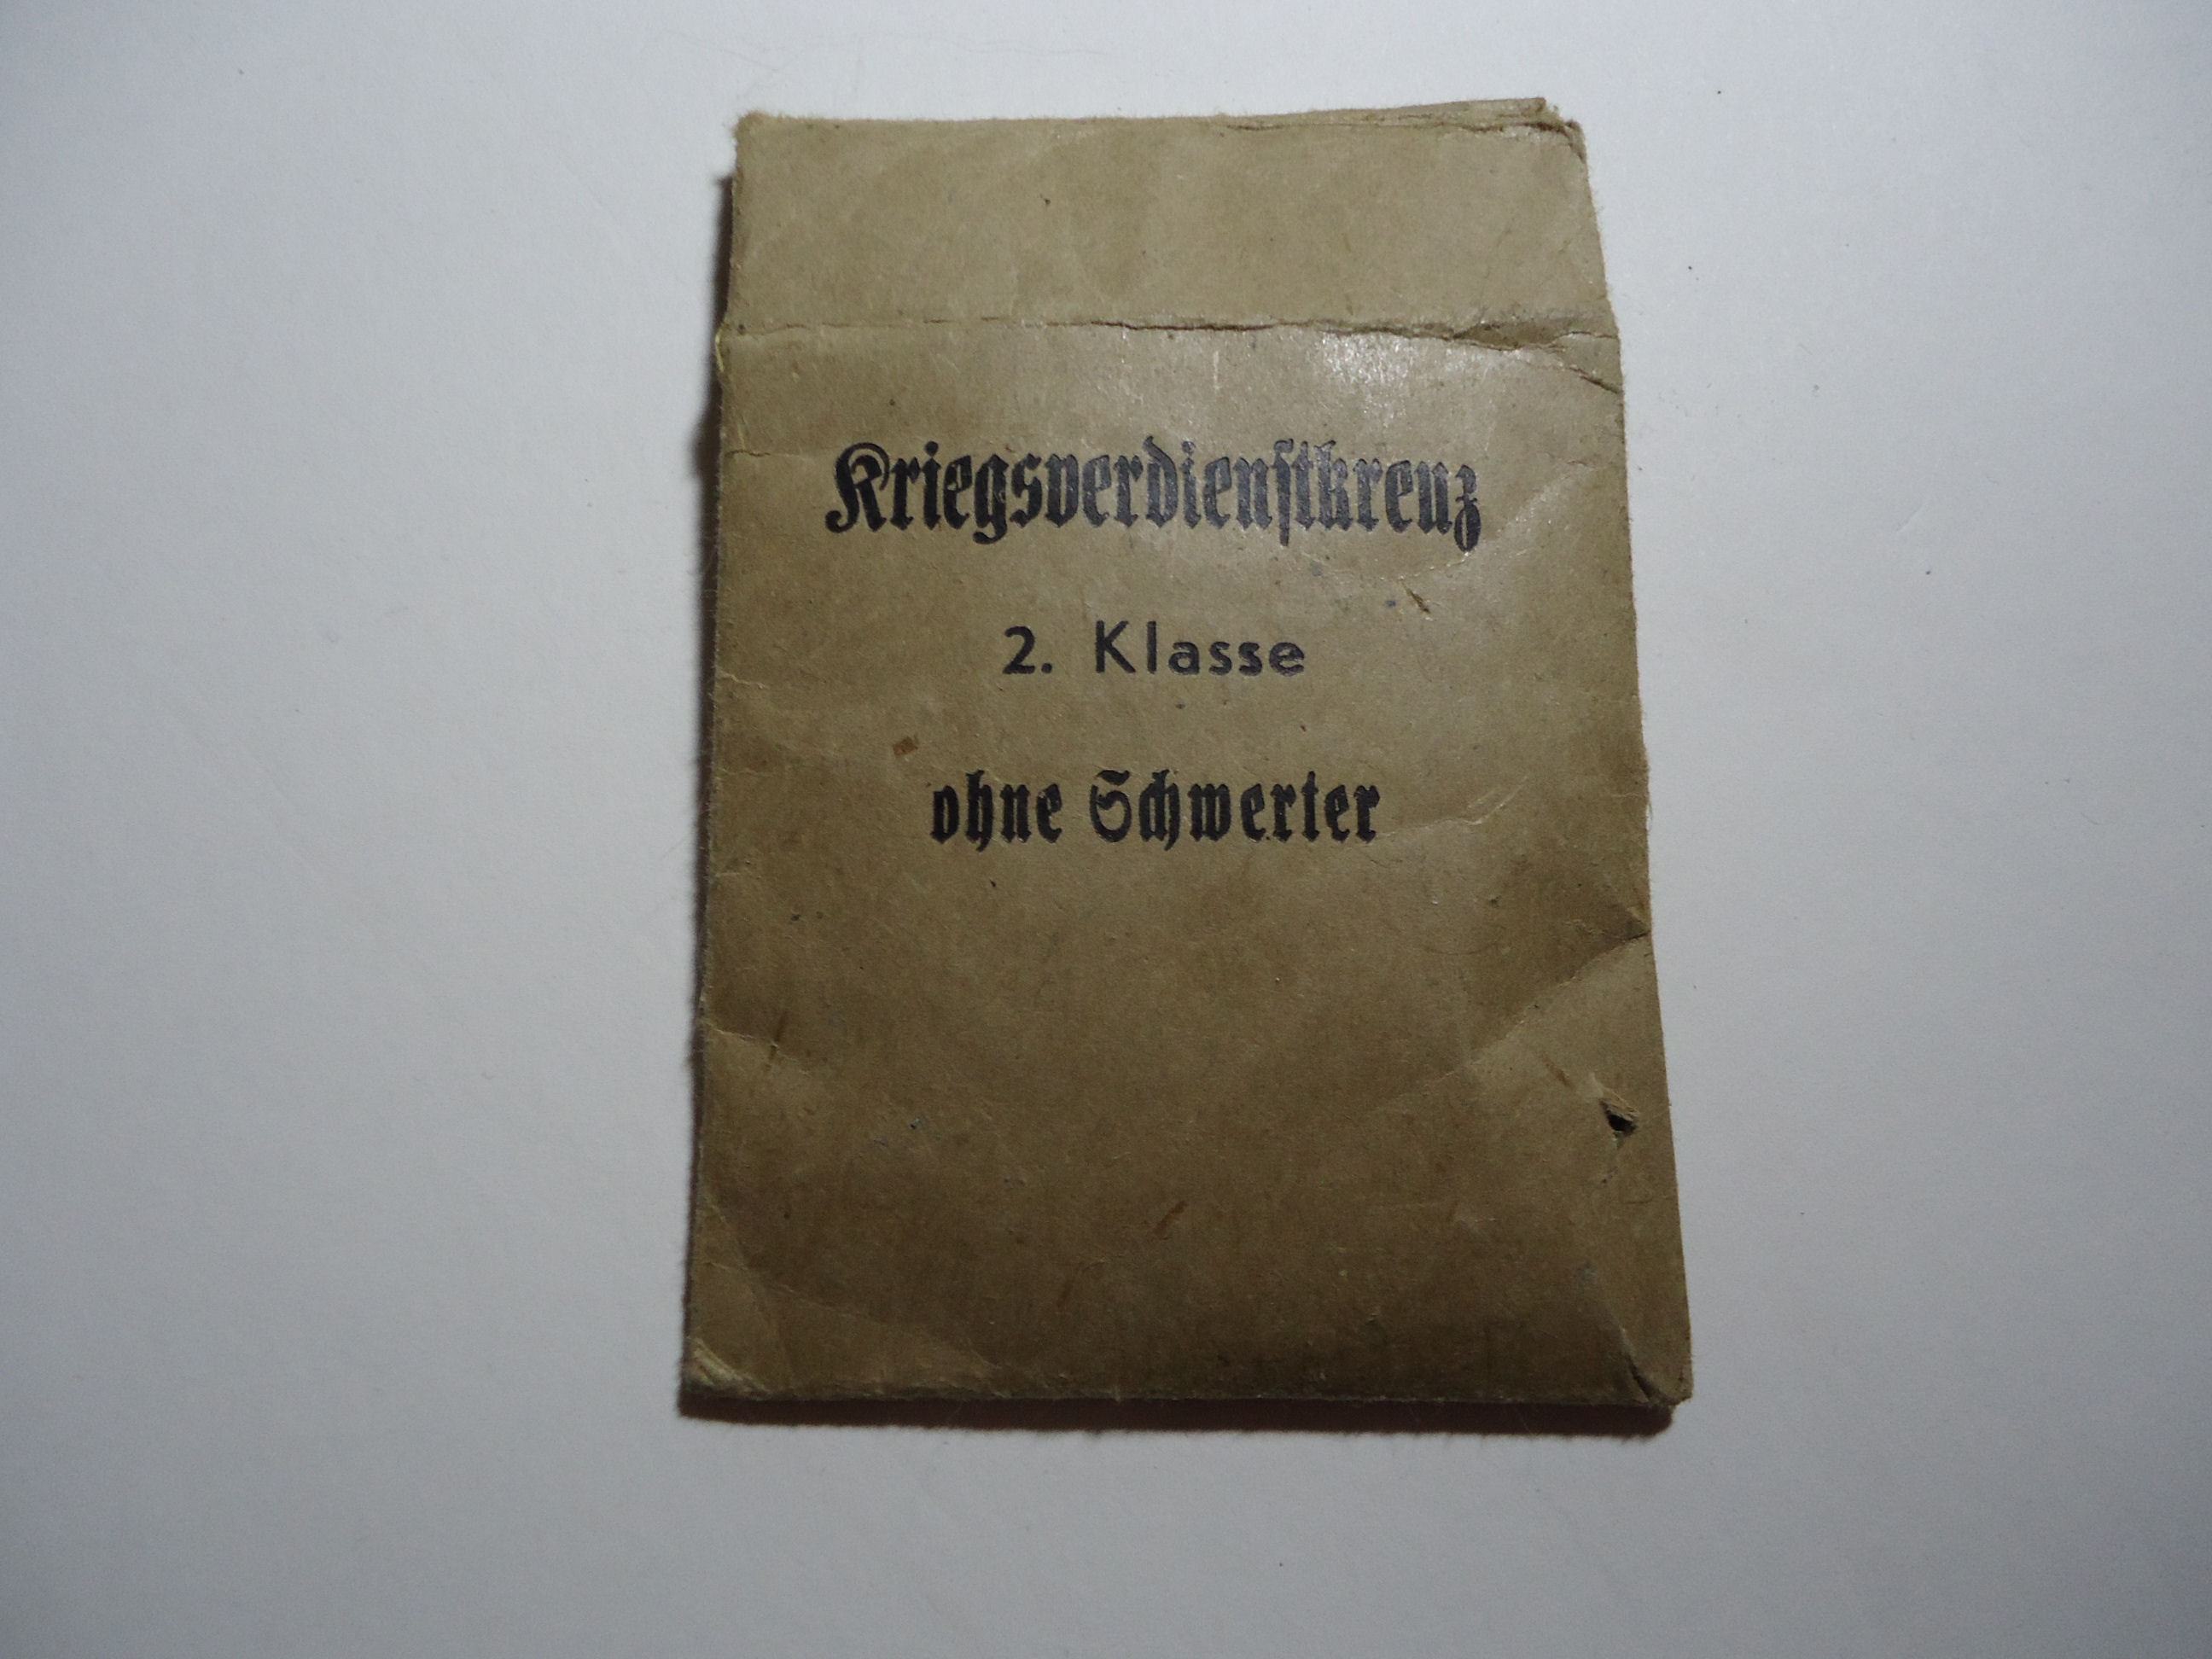 Kriegsverdienstkreuz
2. Klasse
ohne Schwerter